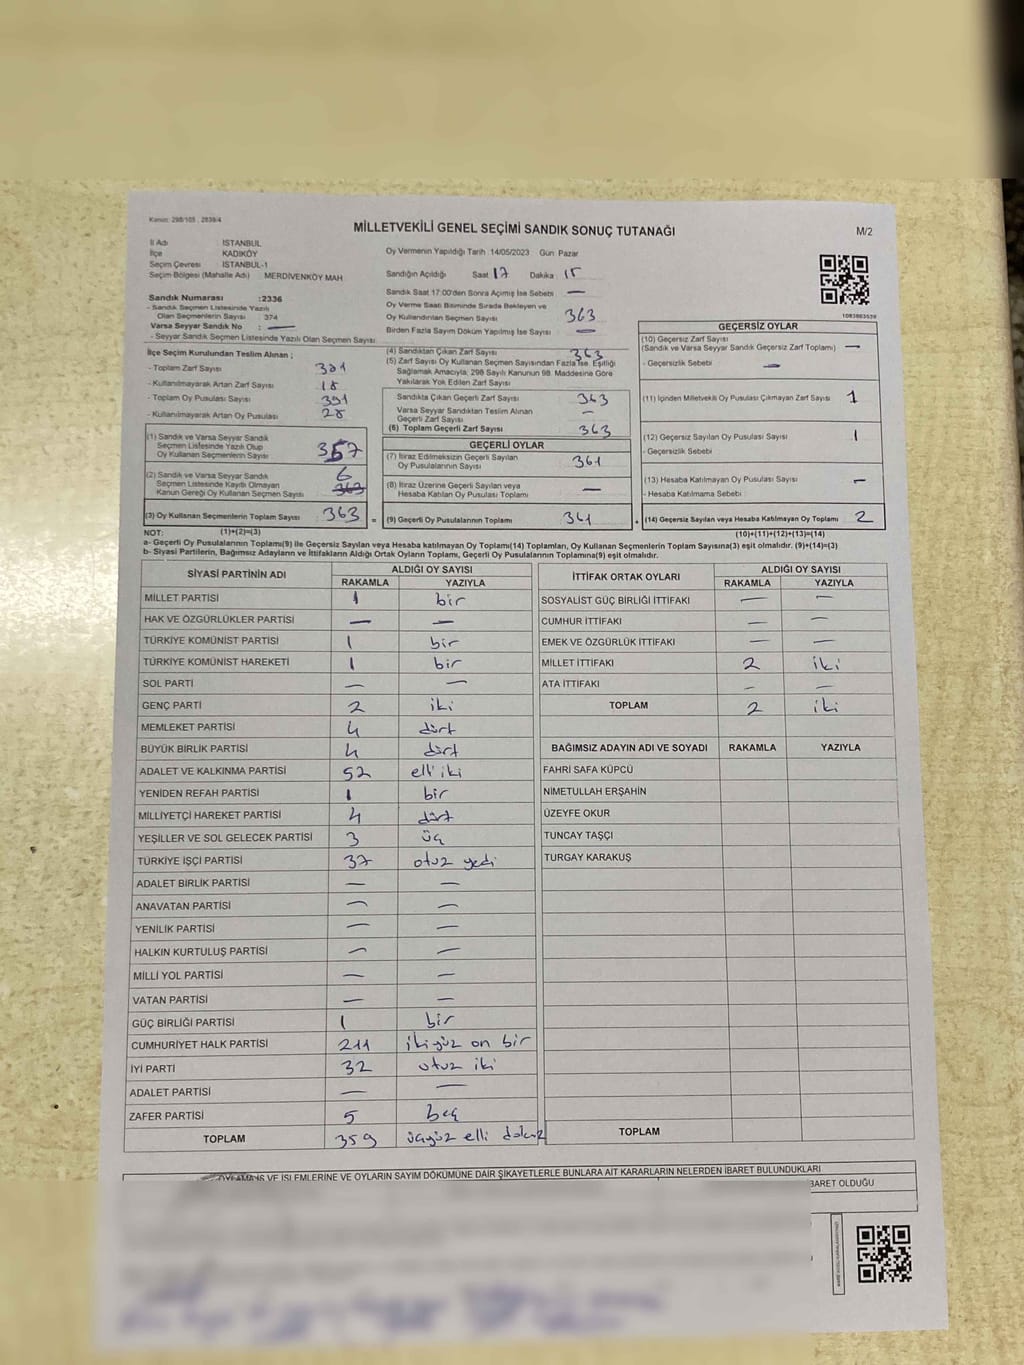 Kanun: 298/105 , 2839/4
MİLLETVEKİLİ GENEL SEÇİMİ SANDIK SONUÇ TUTANAĞI
M/2
İl Adı İSTANBUL
İlçe KADIKÖY
Seçim Çevresi : İSTANBUL-1
Seçim Bölgesi (Mahalle Adı) : MERDİVENKÖY MAH
Oy Vermenin Yapıldığı Tarih :14/05/2023 Gün: Pazar
Sandığın Açıldığı Saat : 17 Dakika : 15
Sandık Saat 17:00'den Sonra Açılmış İse Sebebi : —
Oy Verme Saati Bitiminde Sırada Bekleyen ve
Oy Kullandırılan Seçmen Sayısı : 363
Birden Fazla Sayım Döküm Yapılmış İse Sayısı : —
Sandık Numarası :2336
- Sandık Seçmen Listesinde Yazılı
Olan Seçmenlerin Sayısı : 374
Varsa Seyyar Sandık No : —
- Seyyar Sandık Seçmen Listesinde Yazılı Olan Seçmen Sayısı :
İlçe Seçim Kurulundan Teslim Alınan ;
- Toplam Zarf Sayısı : 381
- Kullanılmayarak Artan Zarf Sayısı : 18
- Toplam Oy Pusulası Sayısı : 391
- Kullanılmayarak Artan Oy Pusulası : 28
(1) Sandık ve Varsa Seyyar Sandık
Seçmen Listesinde Yazılı Olup
Oy Kullanan Seçmenlerin Sayısı 357
(2) Sandık ve Varsa Seyyar Sandık
Seçmen Listesinde Kaydı Olmayan
Kanun Gereği Oy Kullanan Seçmen Sayısı 6 363
(3) Oy Kullanan Seçmenlerin Toplam Sayısı 363
(4) Sandıktan Çıkan Zarf Sayısı : 363
(5) Zarf Sayısı Oy Kullanan Seçmen Sayısından Fazla İse, Eşitliği
Sağlamak Amacıyla; 298 Sayılı Kanunun 98. Maddesine Göre
Yakılarak Yok Edilen Zarf Sayısı
Sandıkta Çıkan Geçerli Zarf Sayısı : 363
Varsa Seyyar Sandıktan Teslim Alınan
Geçerli Zarf Sayısı : —
(6) Toplam Geçerli Zarf Sayısı : 363
GEÇERLİ OYLAR
(7) İtiraz Edilmeksizin Geçerli Sayılan
Oy Pusulalarının Sayısı 361
(8) İtiraz Üzerine Geçerli Sayılan veya
Hesaba Katılan Oy Pusulası Toplamı —
= (9) Geçerli Oy Pusulalarının Toplamı 361
1083803539
GEÇERSİZ OYLAR
(10) Geçersiz Zarf Sayısı
(Sandık ve Varsa Seyyar Sandık Geçersiz Zarf Toplamı) —
- Geçersizlik Sebebi : —
(11) İçinden Milletvekili Oy Pusulası Çıkmayan Zarf Sayısı 1
(12) Geçersiz Sayılan Oy Pusulası Sayısı 1
- Geçersizlik Sebebi :
(13) Hesaba Katılmayan Oy Pusulası Sayısı —
- Hesaba Katılmama Sebebi :
+ (14) Geçersiz Sayılan veya Hesaba Katılmayan Oy Toplamı 2
NOT: (1)+(2)=(3) (10)+(11)+(12)+(13)=(14)
a- Geçerli Oy Pusulalarının Toplamı(9) ile Geçersiz Sayılan veya Hesaba katılmayan Oy Toplamı(14) Toplamları, Oy Kullanan Seçmenlerin Toplam Sayısına(3) eşit olmalıdır. (9)+(14)=(3)
b- Siyasi Partilerin, Bağımsız Adayların ve İttifakların Aldığı Ortak Oyların Toplamı, Geçerli Oy Pusulalarının Toplamına(9) eşit olmalıdır.
SİYASİ PARTİNİN ADI ALDIĞI OY SAYISI
RAKAMLA YAZIYLA
MİLLET PARTİSİ 1 bir
HAK VE ÖZGÜRLÜKLER PARTİSİ — —
TÜRKİYE KOMÜNİST PARTİSİ 1 bir
TÜRKİYE KOMÜNİST HAREKETİ 1 bir
SOL PARTİ — —
GENÇ PARTİ 2 iki
MEMLEKET PARTİSİ 4 dört
BÜYÜK BİRLİK PARTİSİ 4 dört
ADALET VE KALKINMA PARTİSİ 52 elli iki
YENİDEN REFAH PARTİSİ 1 bir
MİLLİYETÇİ HAREKET PARTİSİ 4 dört
YEŞİLLER VE SOL GELECEK PARTİSİ 3 üç
TÜRKİYE İŞÇİ PARTİSİ 37 otuz yedi
ADALET BİRLİK PARTİSİ — —
ANAVATAN PARTİSİ — —
YENİLİK PARTİSİ — —
HALKIN KURTULUŞ PARTİSİ — —
MİLLİ YOL PARTİSİ — —
VATAN PARTİSİ — —
GÜÇ BİRLİĞİ PARTİSİ 1 bir
CUMHURİYET HALK PARTİSİ 211 ikiyüz on bir
İYİ PARTİ 32 otuz iki
ADALET PARTİSİ — —
ZAFER PARTİSİ 5 beş
TOPLAM 359 üçyüz elli dokuz
İTTİFAK ORTAK OYLARI ALDIĞI OY SAYISI
RAKAMLA YAZIYLA
SOSYALİST GÜÇ BİRLİĞİ İTTİFAKI — —
CUMHUR İTTİFAKI — —
EMEK VE ÖZGÜRLÜK İTTİFAKI — —
MİLLET İTTİFAKI 2 iki
ATA İTTİFAKI — —
TOPLAM 2 iki
BAĞIMSIZ ADAYIN ADI VE SOYADI RAKAMLA YAZIYLA
FAHRİ SAFA KÜPCÜ
NİMETULLAH ERŞAHİN
ÜZEYFE OKUR
TUNCAY TAŞÇI
TURGAY KARAKUŞ
TOPLAM
OYLAMA İŞ VE İŞLEMLERİNE VE OYLARIN SAYIM DÖKÜMÜNE DAİR ŞİKAYETLERLE BUNLARA AİT KARARLARIN NELERDEN İBARET BULUNDUKLARI
İBARET OLDUĞU